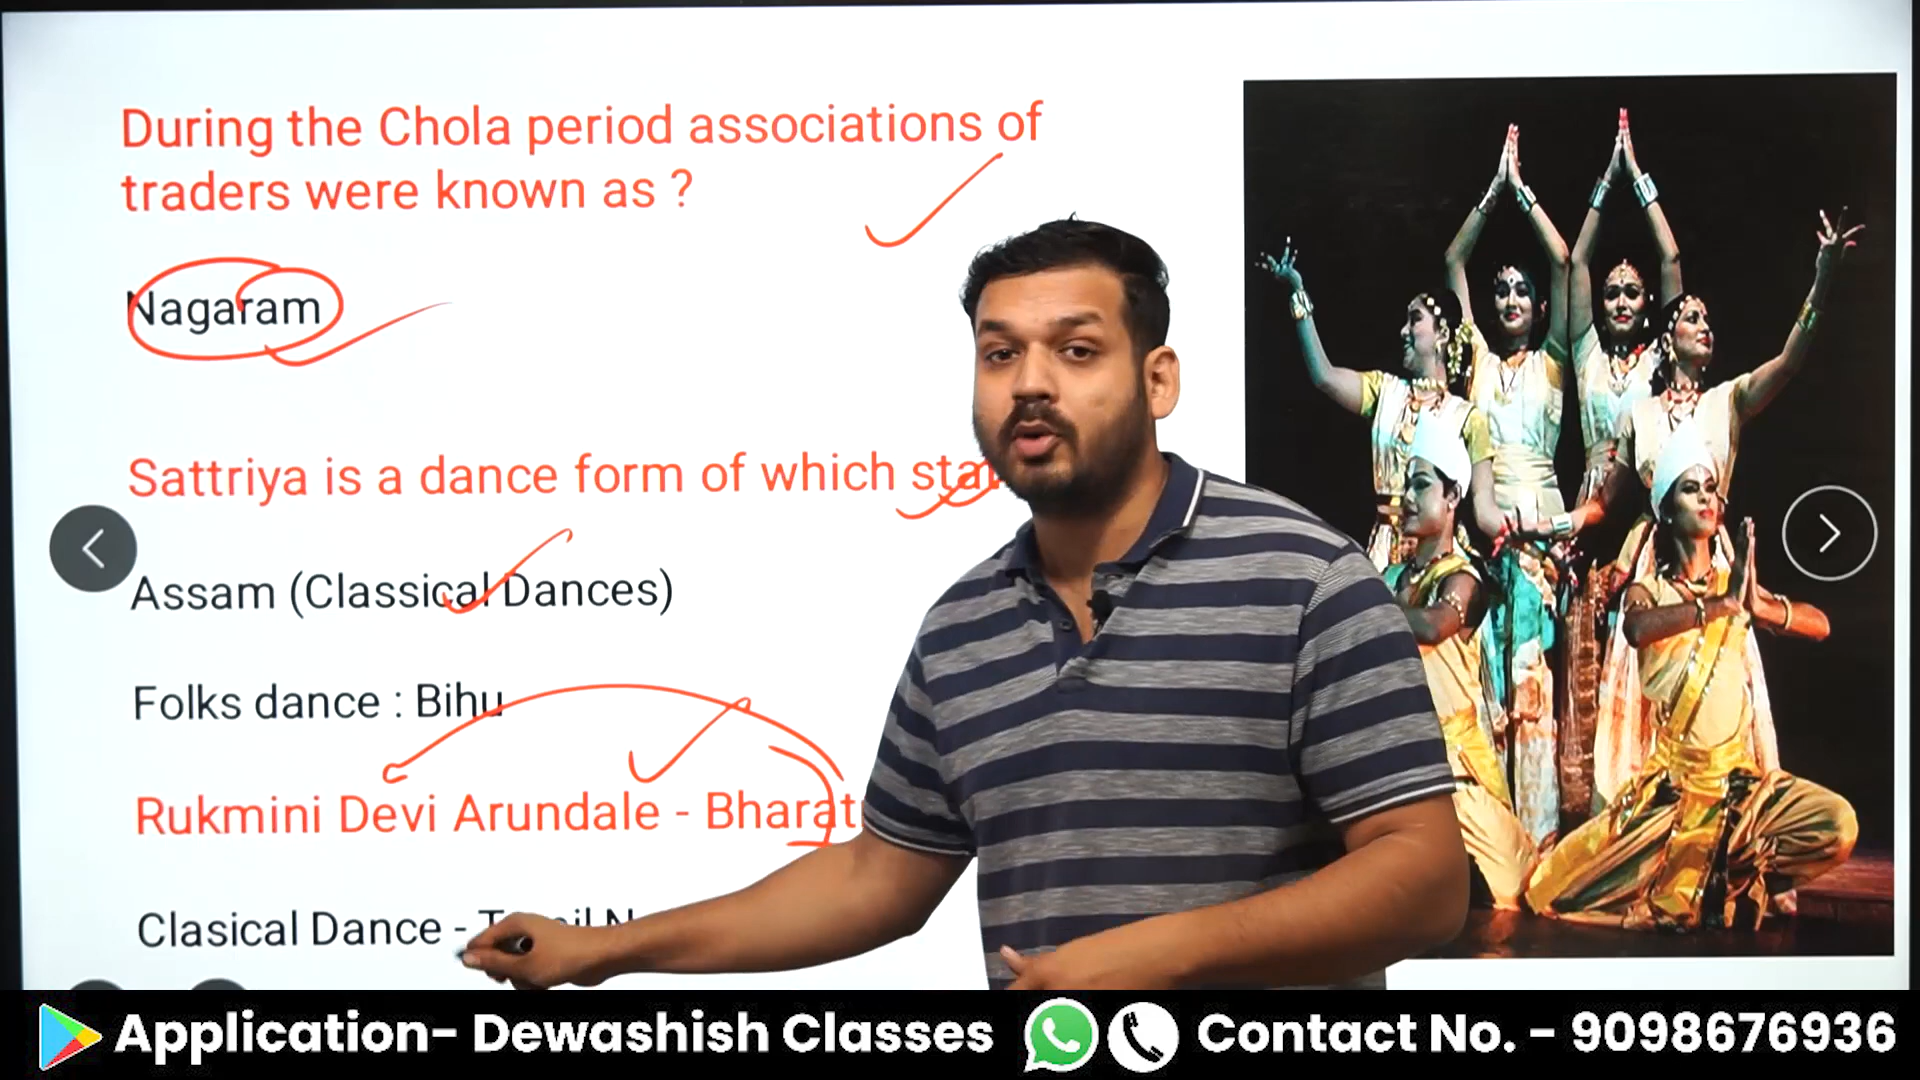 During the Chola period associations of
traders were known as ?
Nagaram
Sattriya is a dance form of which
Assam (Classical Dances)
Folks dance : Bihu
Rukmini Devi Arundale -
Clasical Dance -
Application- Dewashish Classes
Contact No. - 9098676936